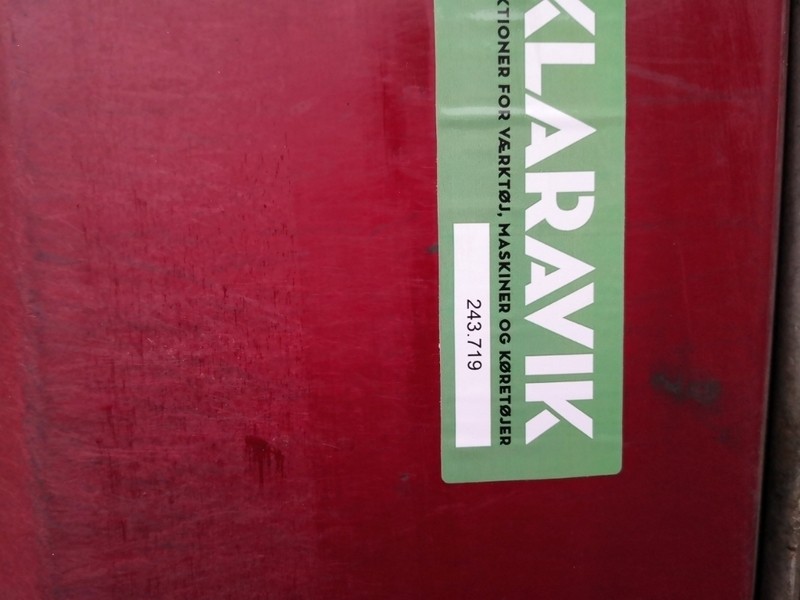 KLARAVIK
KTIONER FOR VÆRKTØJ, MASKINER OG KØRETØJER
243.719